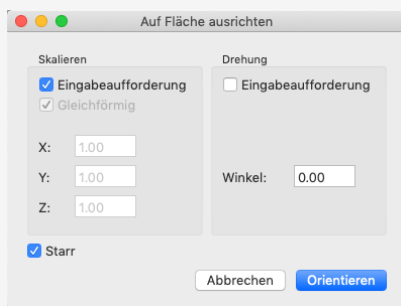 Auf Fläche ausrichten
Skalieren
Drehung
Eingabeaufforderung
Eingabeaufforderung
Gleichförmig
X: 1.00
Y: 1.00
Winkel: 0.00
Z: 1.00
Starr
Abbrechen
Orientieren